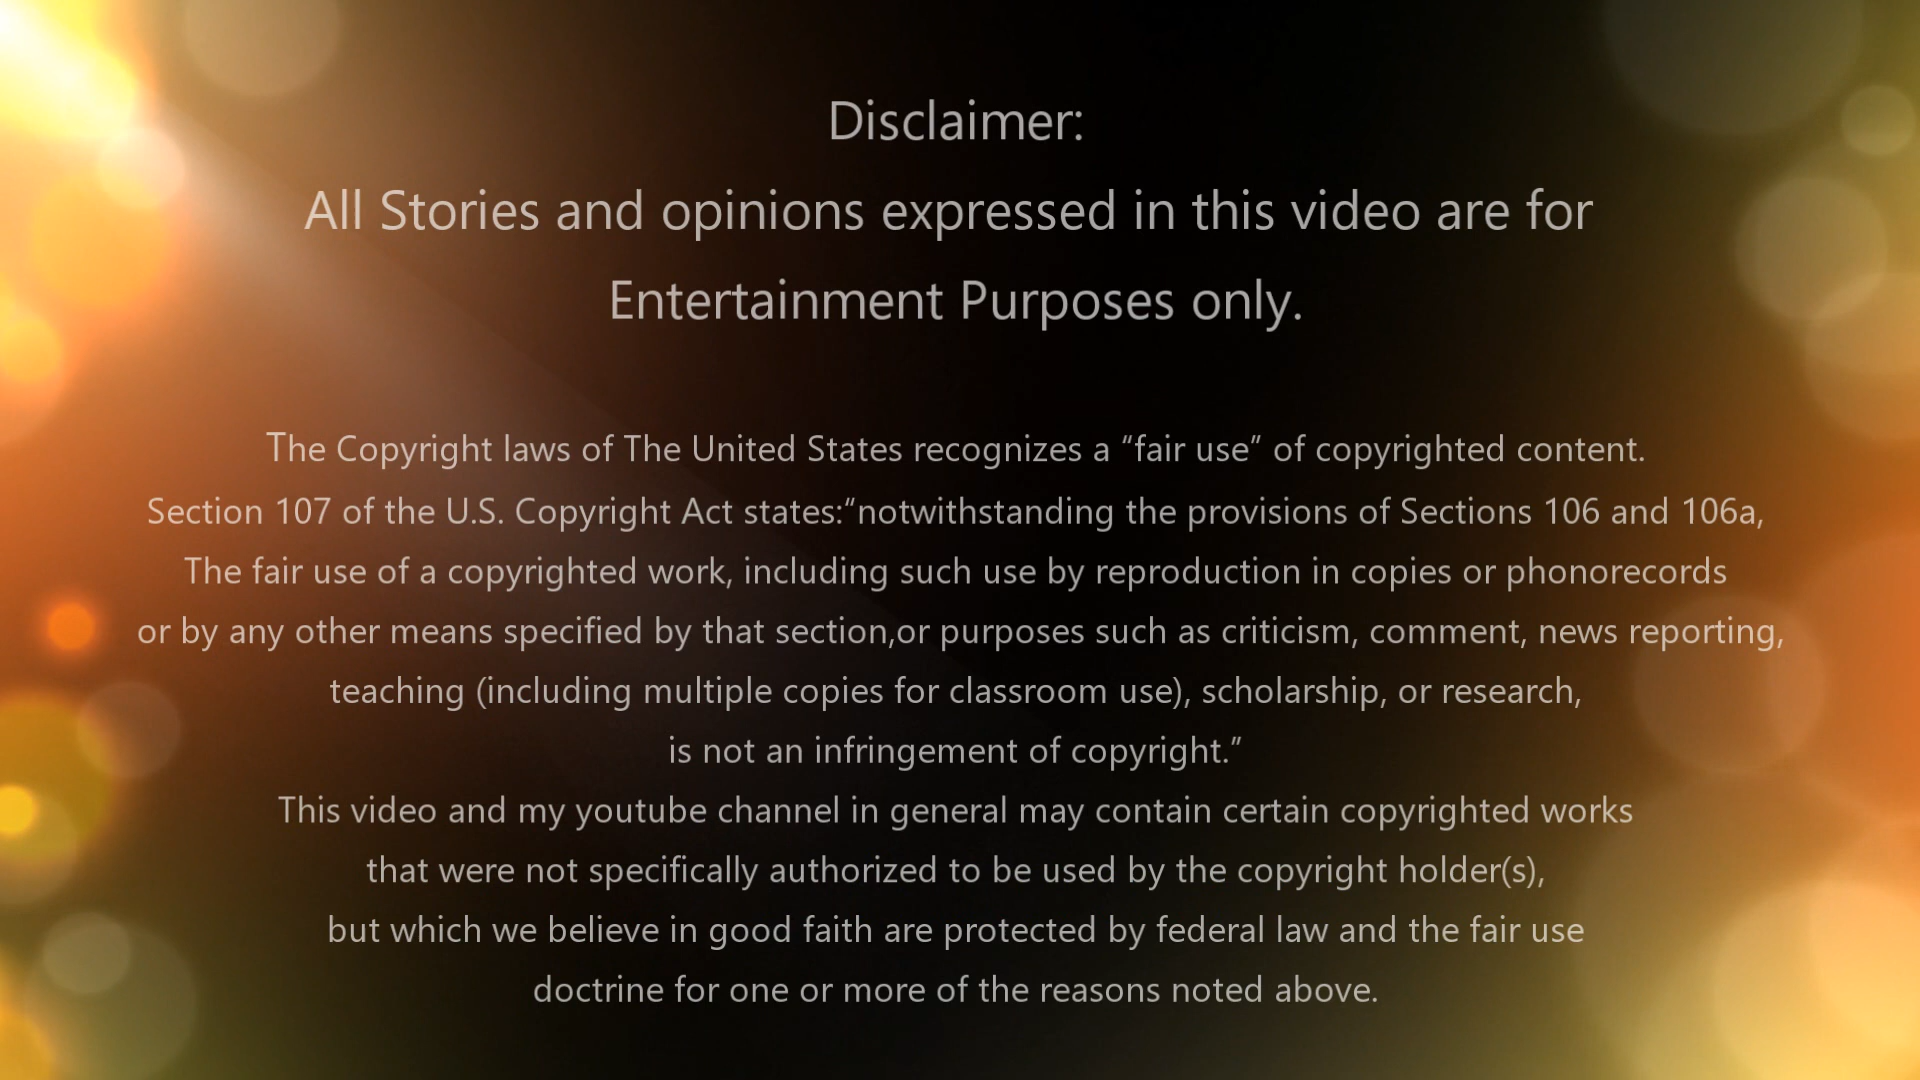 Disclaimer:
All Stories and opinions expressed in this video are for
Entertainment Purposes only.
The Copyright laws of The United States recognizes a “fair use” of copyrighted content.
Section 107 of the U.S. Copyright Act states:“notwithstanding the provisions of Sections 106 and 106a,
The fair use of a copyrighted work, including such use by reproduction in copies or phonorecords
or by any other means specified by that section,or purposes such as criticism, comment, news reporting,
teaching (including multiple copies for classroom use), scholarship, or research,
is not an infringement of copyright.”
This video and my youtube channel in general may contain certain copyrighted works
that were not specifically authorized to be used by the copyright holder(s),
but which we believe in good faith are protected by federal law and the fair use
doctrine for one or more of the reasons noted above.